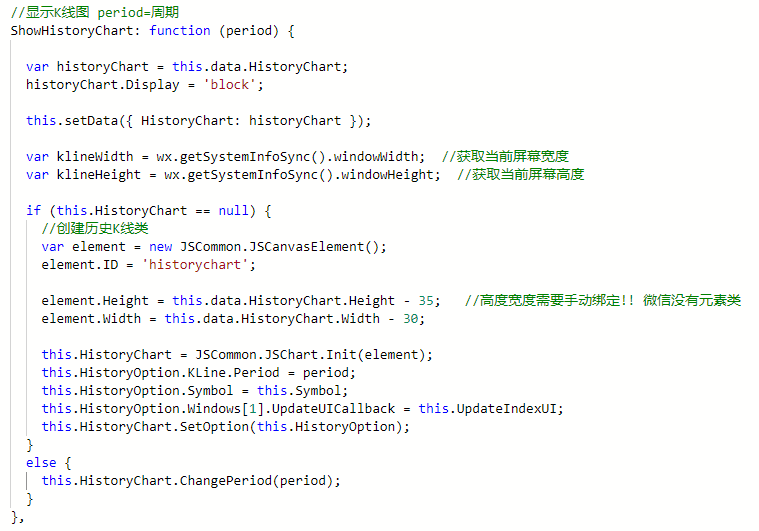 //显示K线图 period=周期
ShowHistoryChart: function (period) {
var historyChart = this.data.HistoryChart;
historyChart.Display = 'block';
this.setData({ HistoryChart: historyChart });
var klineWidth = wx.getSystemInfoSync().windowWidth; //获取当前屏幕宽度
var klineHeight = wx.getSystemInfoSync().windowHeight; //获取当前屏幕高度
if (this.HistoryChart == null) {
//创建历史K线类
var element = new JSCommon.JSCanvasElement();
element.ID = 'historychart';
element.Height = this.data.HistoryChart.Height - 35; //高度宽度需要手动绑定!! 微信没有元素类
element.Width = this.data.HistoryChart.Width - 30;
this.HistoryChart = JSCommon.JSChart.Init(element);
this.HistoryOption.KLine.Period = period;
this.HistoryOption.Symbol = this.Symbol;
this.HistoryOption.Windows[1].UpdateUICallback = this.UpdateIndexUI;
this.HistoryChart.SetOption(this.HistoryOption);
}
else {
this.HistoryChart.ChangePeriod(period);
}
},